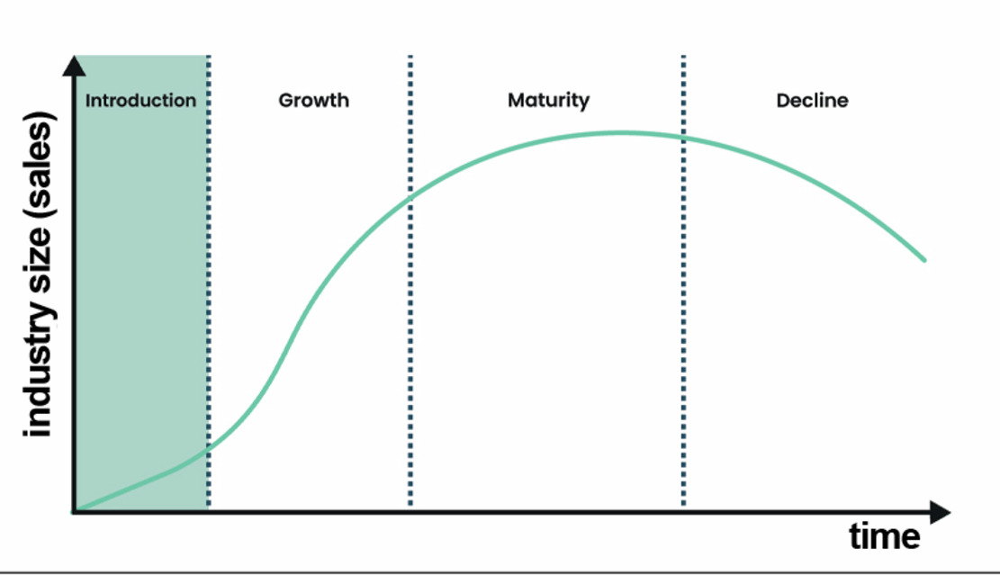 Introduction
Growth
Maturity
Decline
industry size (sales)
time